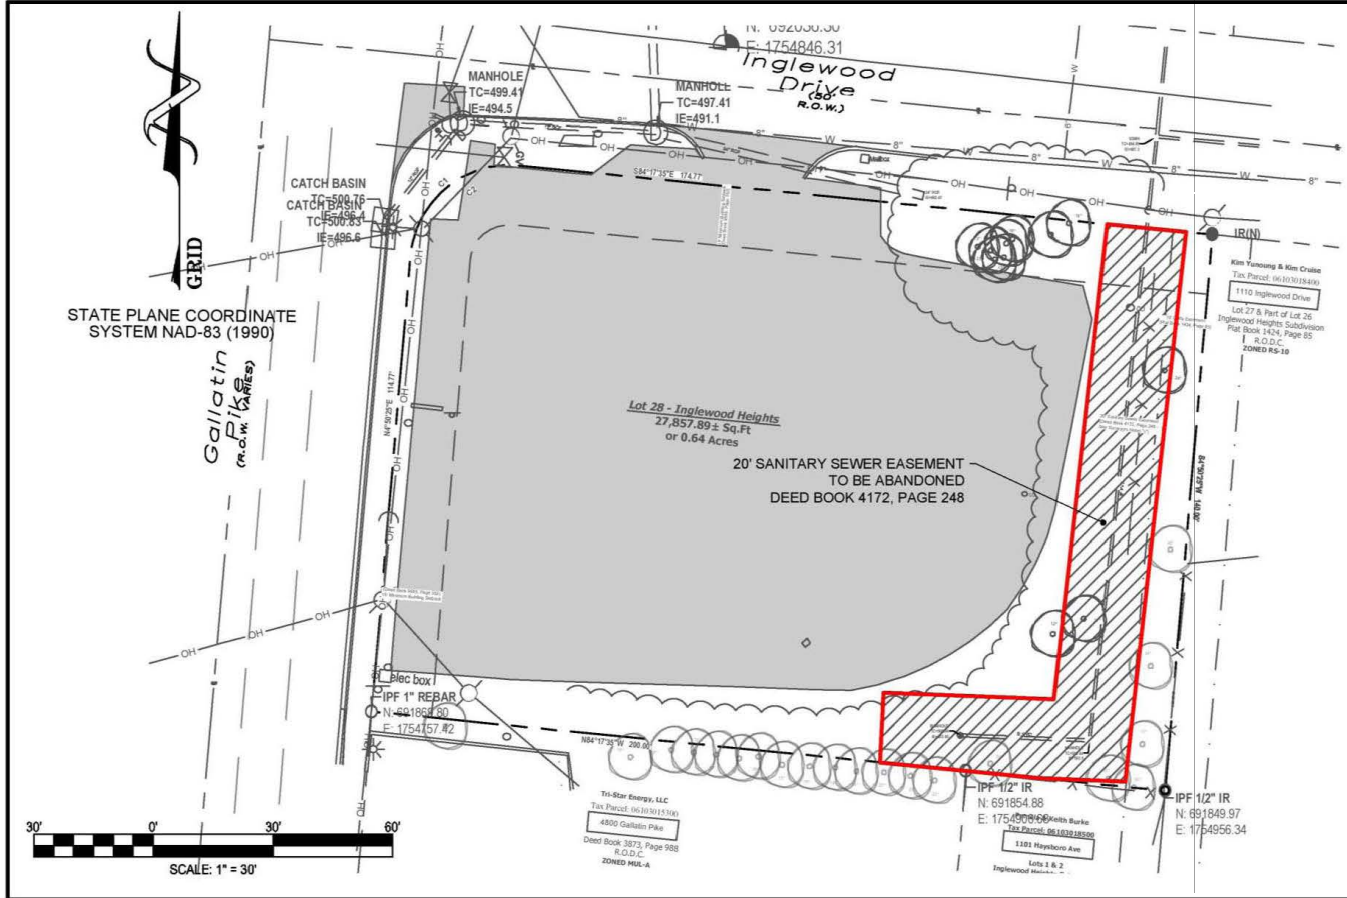 N: 692036.30
E: 1754846.31
Inglewood
Drive
(50'
R.O.W.)
MANHOLE
TC=499.41
IE=494.5
MANHOLE
TC=497.41
IE=491.1
CATCH BASIN
TC=500.76
IE=496.4
CATCH BASIN
TC=500.83
IE=496.6
GRID
STATE PLANE COORDINATE
SYSTEM NAD-83 (1990)
Gallatin
Pike
(R.O.W. VARIES)
C1
C2
S84°17'35"E 174.77'
N4°50'25"E 114.77'
IR(N)
Kim Yunoung & Kim Cruise
Tax Parcel: 06103018400
1110 Inglewood Drive
Lot 27 & Part of Lot 26
Inglewood Heights Subdivision
Plat Book 1424, Page 85
R.O.D.C.
ZONED RS-10
Lot 28 - Inglewood Heights
27,857.89± Sq.Ft
or 0.64 Acres
20' SANITARY SEWER EASEMENT
TO BE ABANDONED
DEED BOOK 4172, PAGE 248
elec box
IPF 1" REBAR
N: 691868.80
E: 1754757.42
N84°17'35"W 200.00'
IPF 1/2" IR
N: 691854.88
IPF 1/2" IR
N: 691849.97
E: 1754956.34
Keith Burke
Tax Parcel: 06103018500
1101 Haysboro Ave
Lots 1 & 2
Inglewood
Tri-Star Energy, LLC
Tax Parcel: 06103015300
4800 Gallatin Pike
Deed Book 3873, Page 988
R.O.D.C.
ZONED MUL-A
30' 0' 30' 60'
SCALE: 1" = 30'